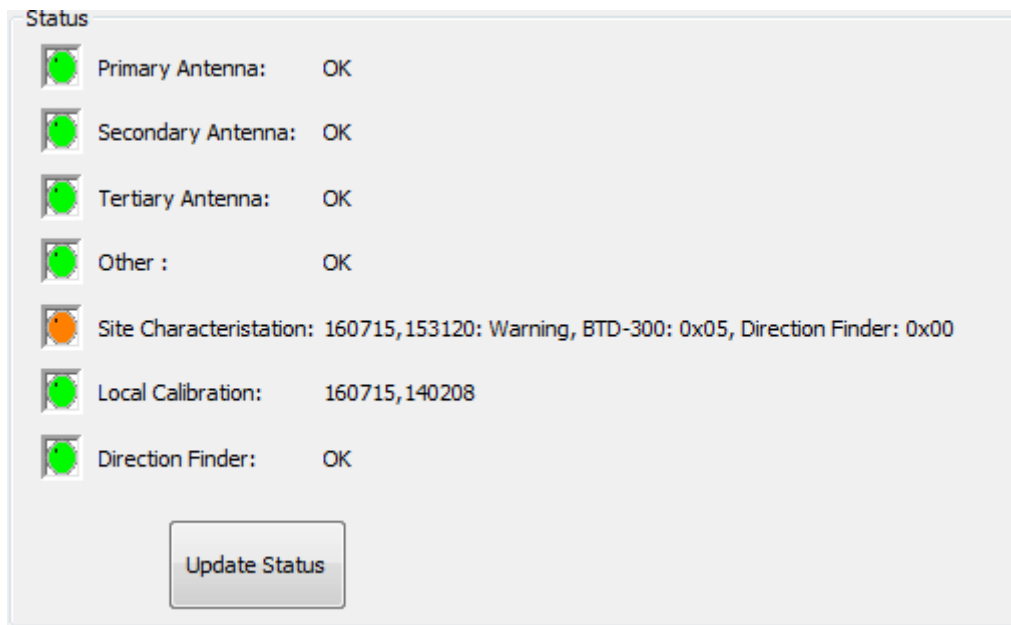 Status
Primary Antenna: OK
Secondary Antenna: OK
Tertiary Antenna: OK
Other : OK
Site Characteristation: 160715,153120: Warning, BTD-300: 0x05, Direction Finder: 0x00
Local Calibration: 160715,140208
Direction Finder: OK
Update Status